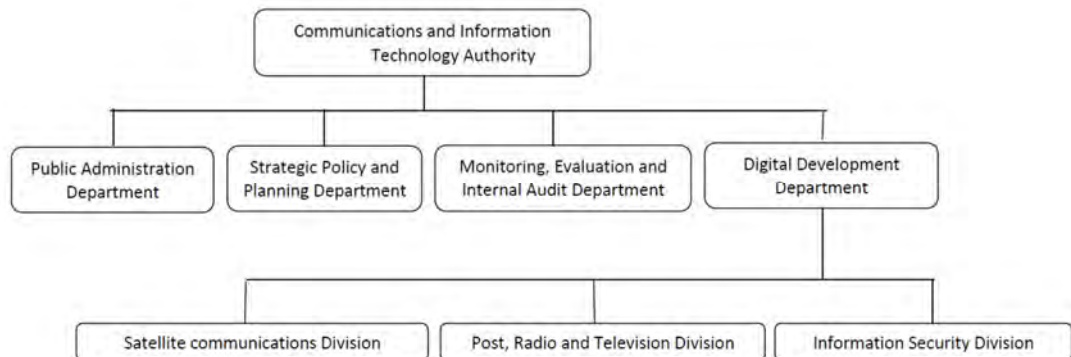 Communications and Information
Technology Authority
Public Administration
Department
Strategic Policy and
Planning Department
Monitoring, Evaluation and
Internal Audit Department
Digital Development
Department
Satellite communications Division
Post, Radio and Television Division
Information Security Division